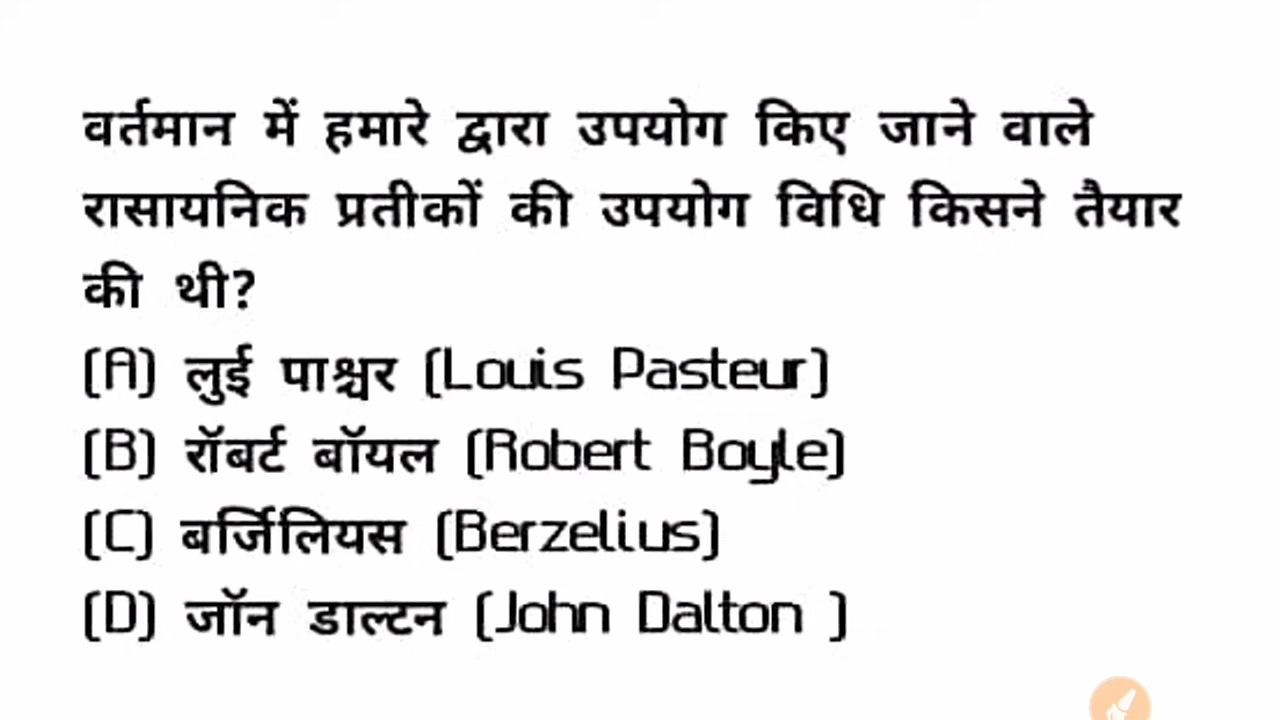 वर्तमान में हमारे द्वारा उपयोग किए जाने वाले
रासायनिक प्रतीकों की उपयोग विधि किसने तैयार
की थी?
(A) लुई पाश्चर (Louis Pasteur)
(B) रॉबर्ट बॉयल (Robert Boyle)
(C) बर्जिलियस (Berzelius)
(D) जॉन डाल्टन (John Dalton )